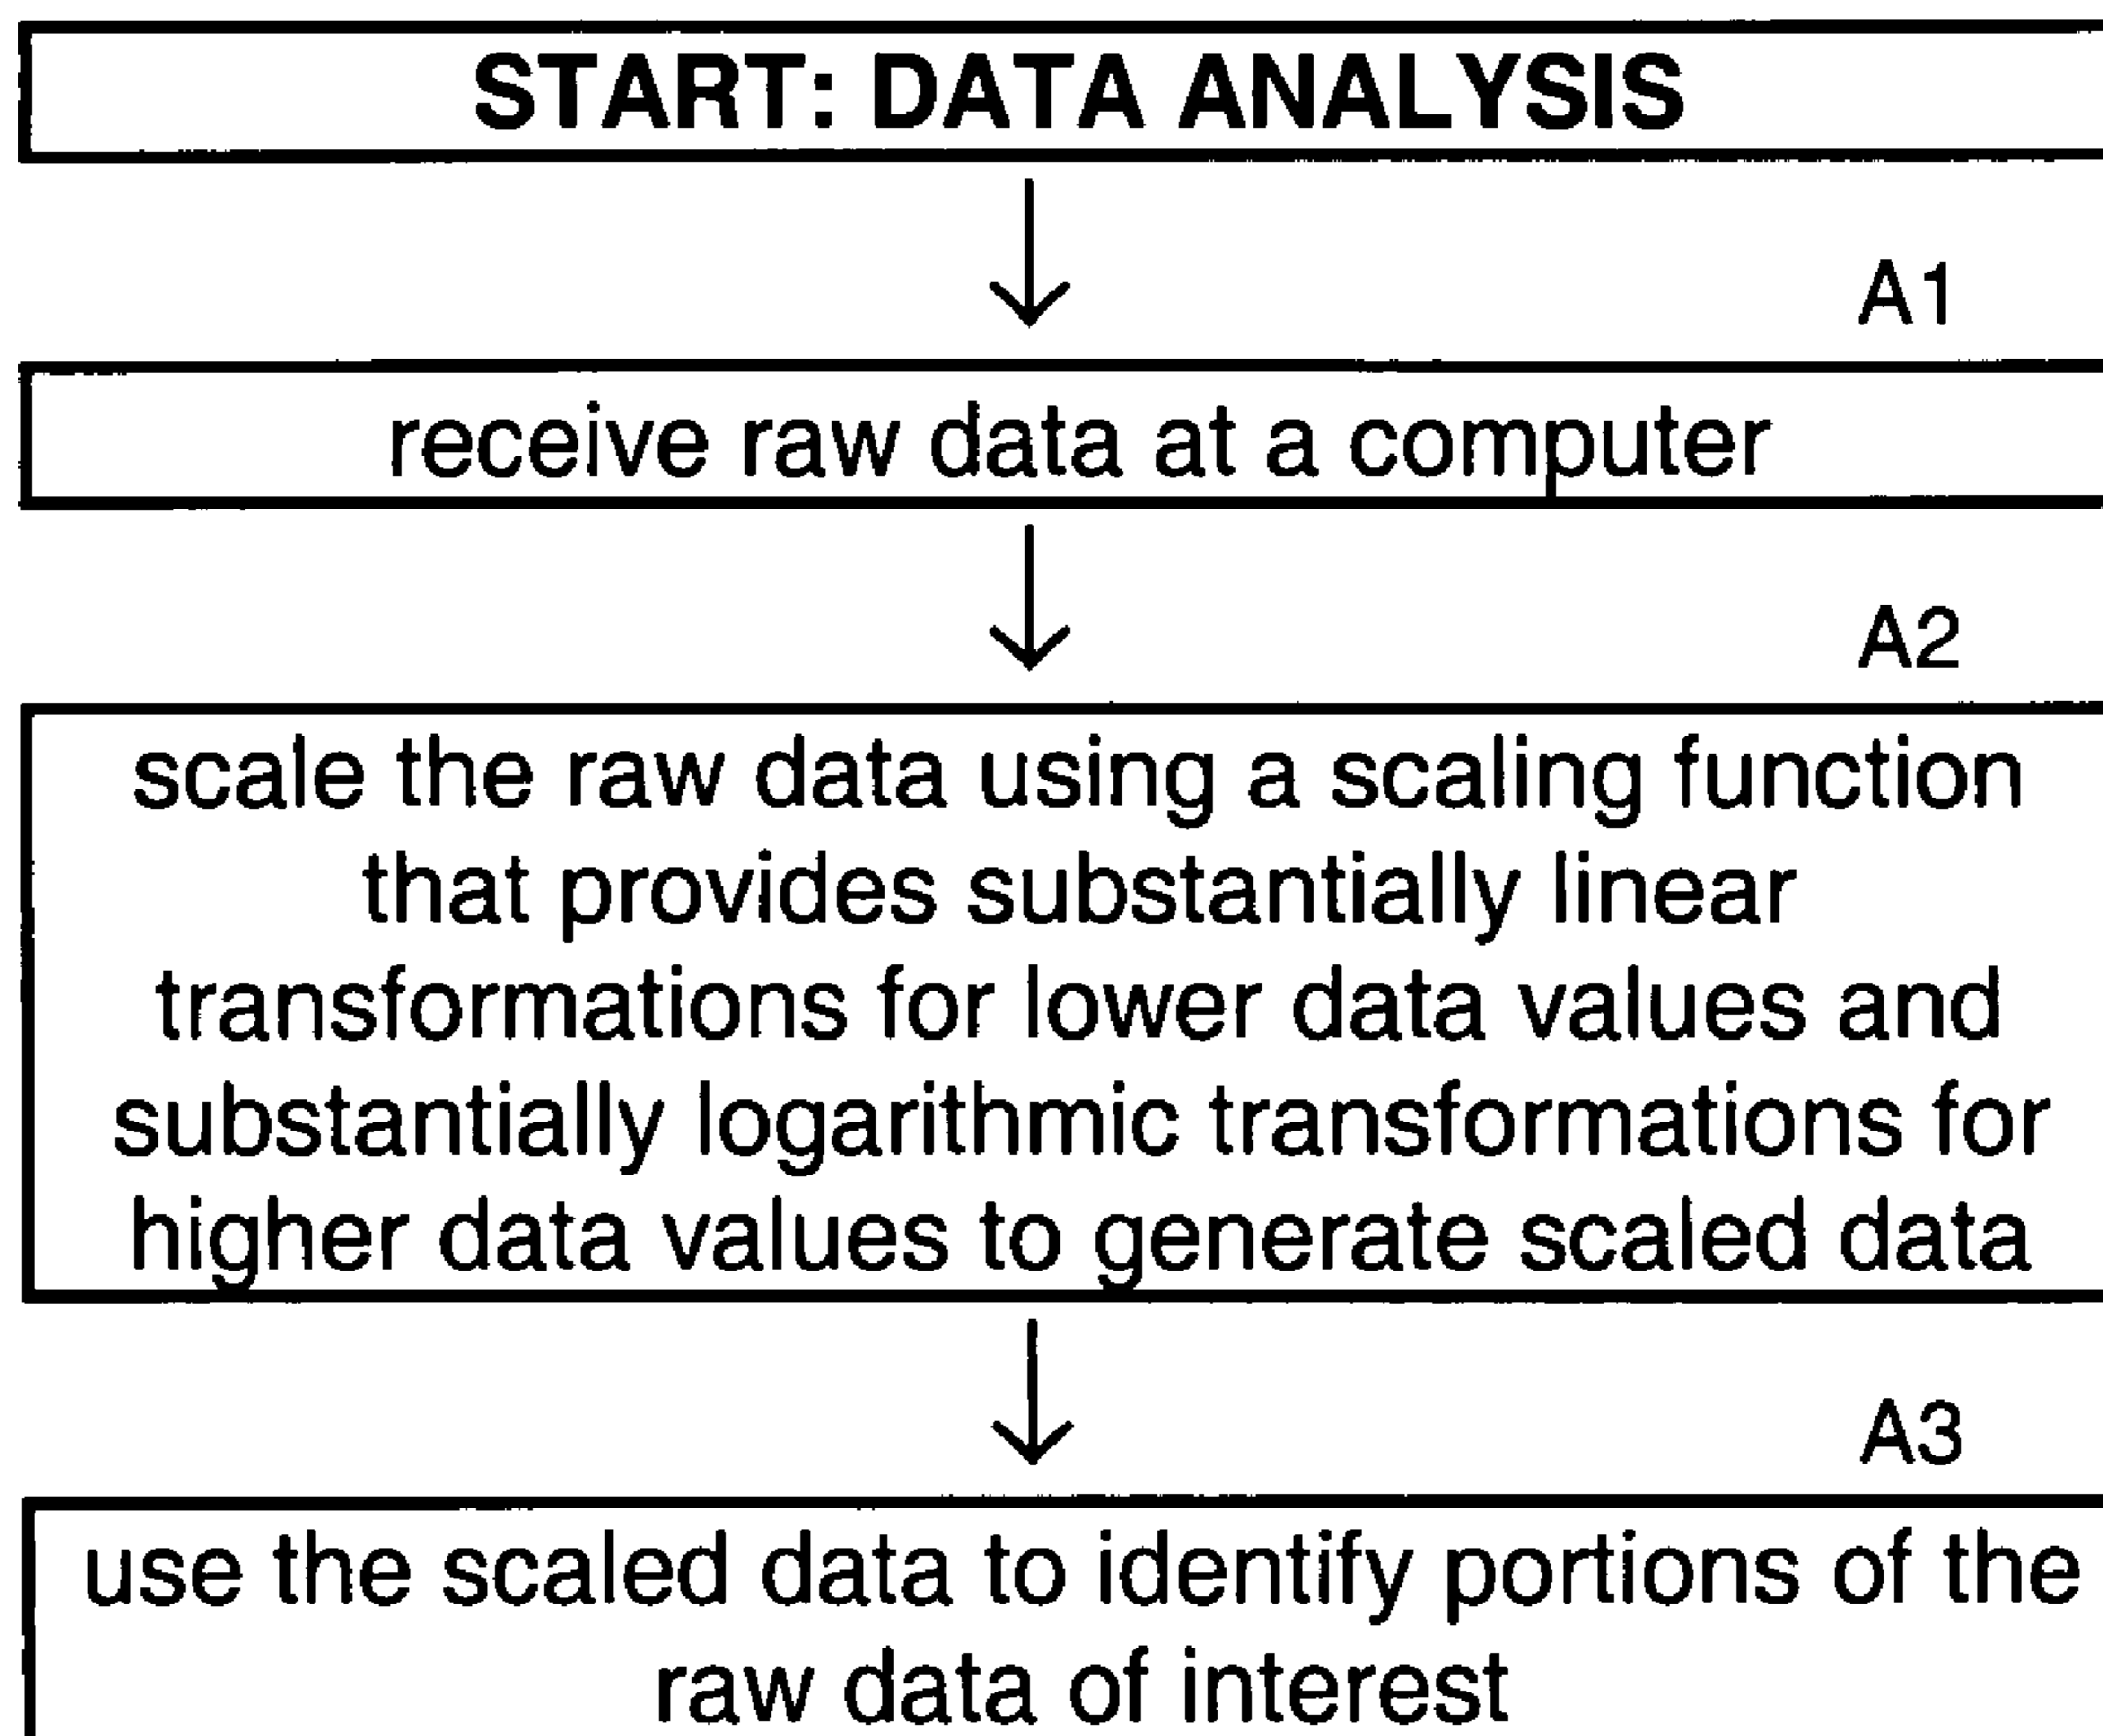 START: DATA ANALYSIS
A1
receive raw data at a computer
A2
scale the raw data using a scaling function
that provides substantially linear
transformations for lower data values and
substantially logarithmic transformations for
higher data values to generate scaled data
A3
use the scaled data to identify portions of the
raw data of interest